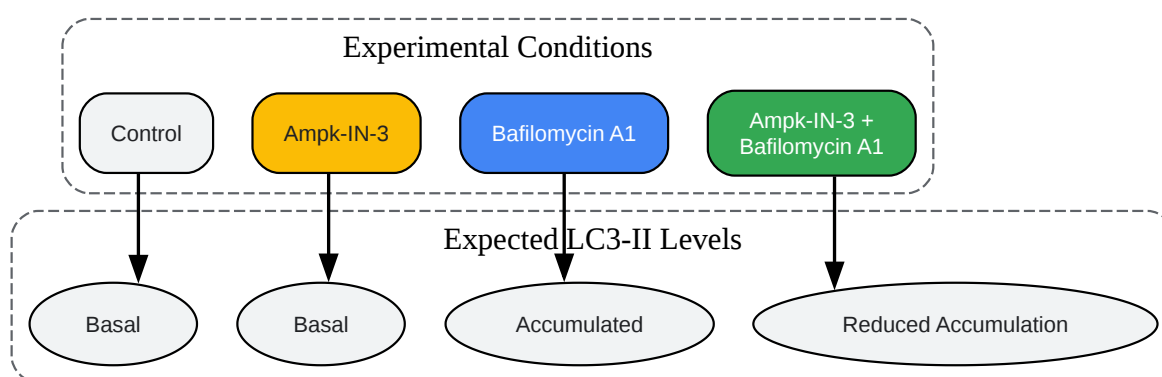 Experimental Conditions
Control
Ampk-IN-3
Bafilomycin A1
Ampk-IN-3 +
Bafilomycin A1
Expected LC3-II Levels
Basal
Basal
Accumulated
Reduced Accumulation